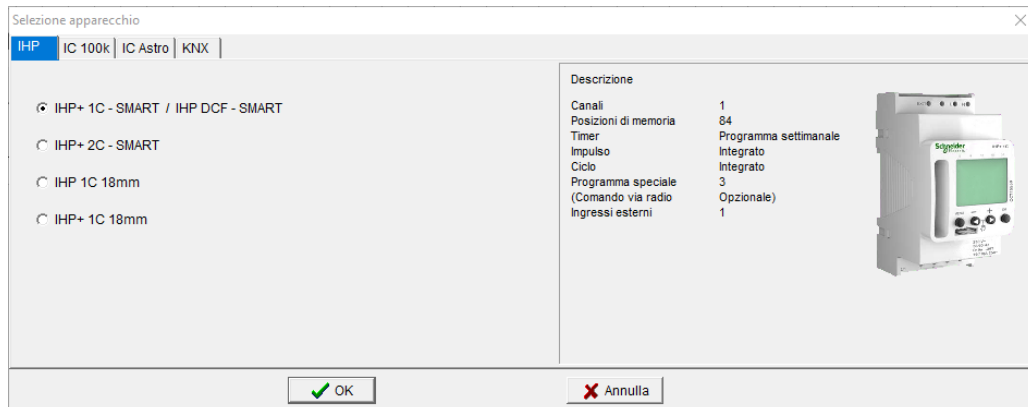 Selezione apparecchio
IHP IC 100k IC Astro KNX
IHP+ 1C - SMART / IHP DCF - SMART
IHP+ 2C - SMART
IHP 1C 18mm
IHP+ 1C 18mm
Descrizione
Canali 1
Posizioni di memoria 84
Timer Programma settimanale
Impulso Integrato
Ciclo Integrato
Programma speciale 3
(Comando via radio Opzionale)
Ingressi esterni 1
Schneider
OK
Annulla